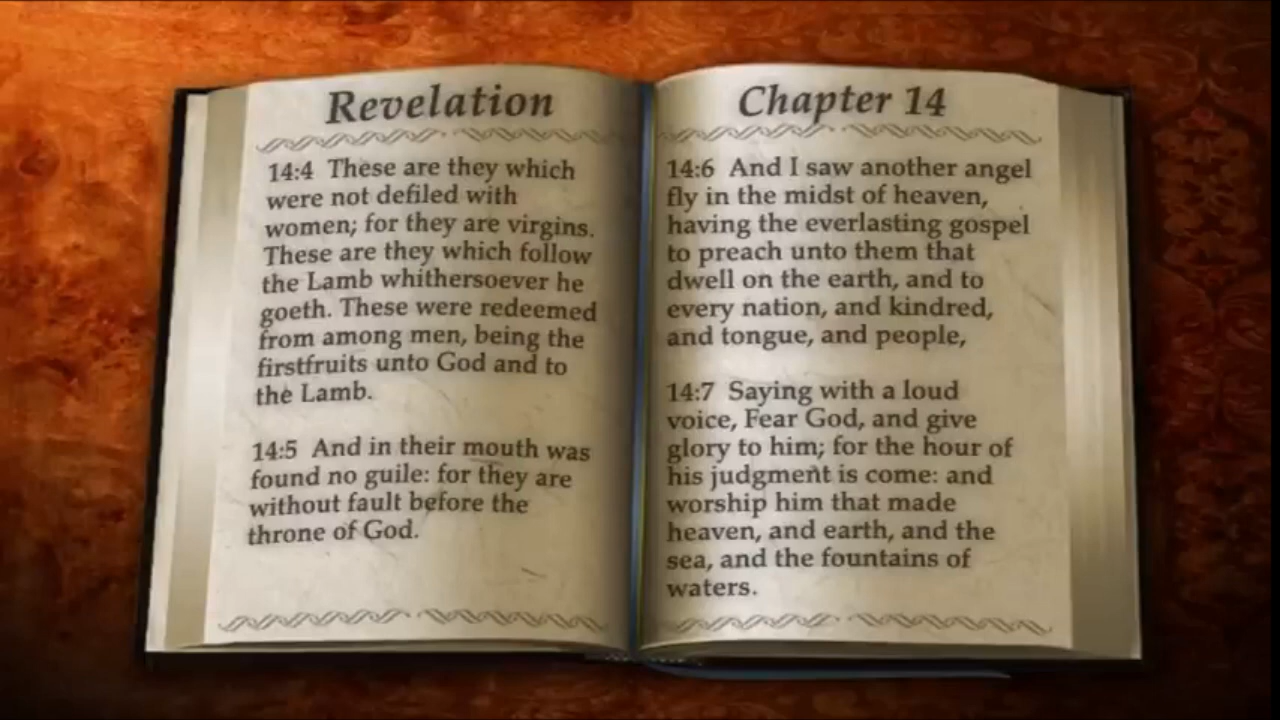 Revelation
14:4 These are they which
were not defiled with
women; for they are virgins.
These are they which follow
the Lamb whithersoever he
goeth. These were redeemed
from among men, being the
firstfruits unto God and to
the Lamb.
14:5 And in their mouth was
found no guile: for they are
without fault before the
throne of God.
Chapter 14
14:6 And I saw another angel
fly in the midst of heaven,
having the everlasting gospel
to preach unto them that
dwell on the earth, and to
every nation, and kindred,
and tongue, and people,
14:7 Saying with a loud
voice, Fear God, and give
glory to him; for the hour of
his judgment is come: and
worship him that made
heaven, and earth, and the
sea, and the fountains of
waters.